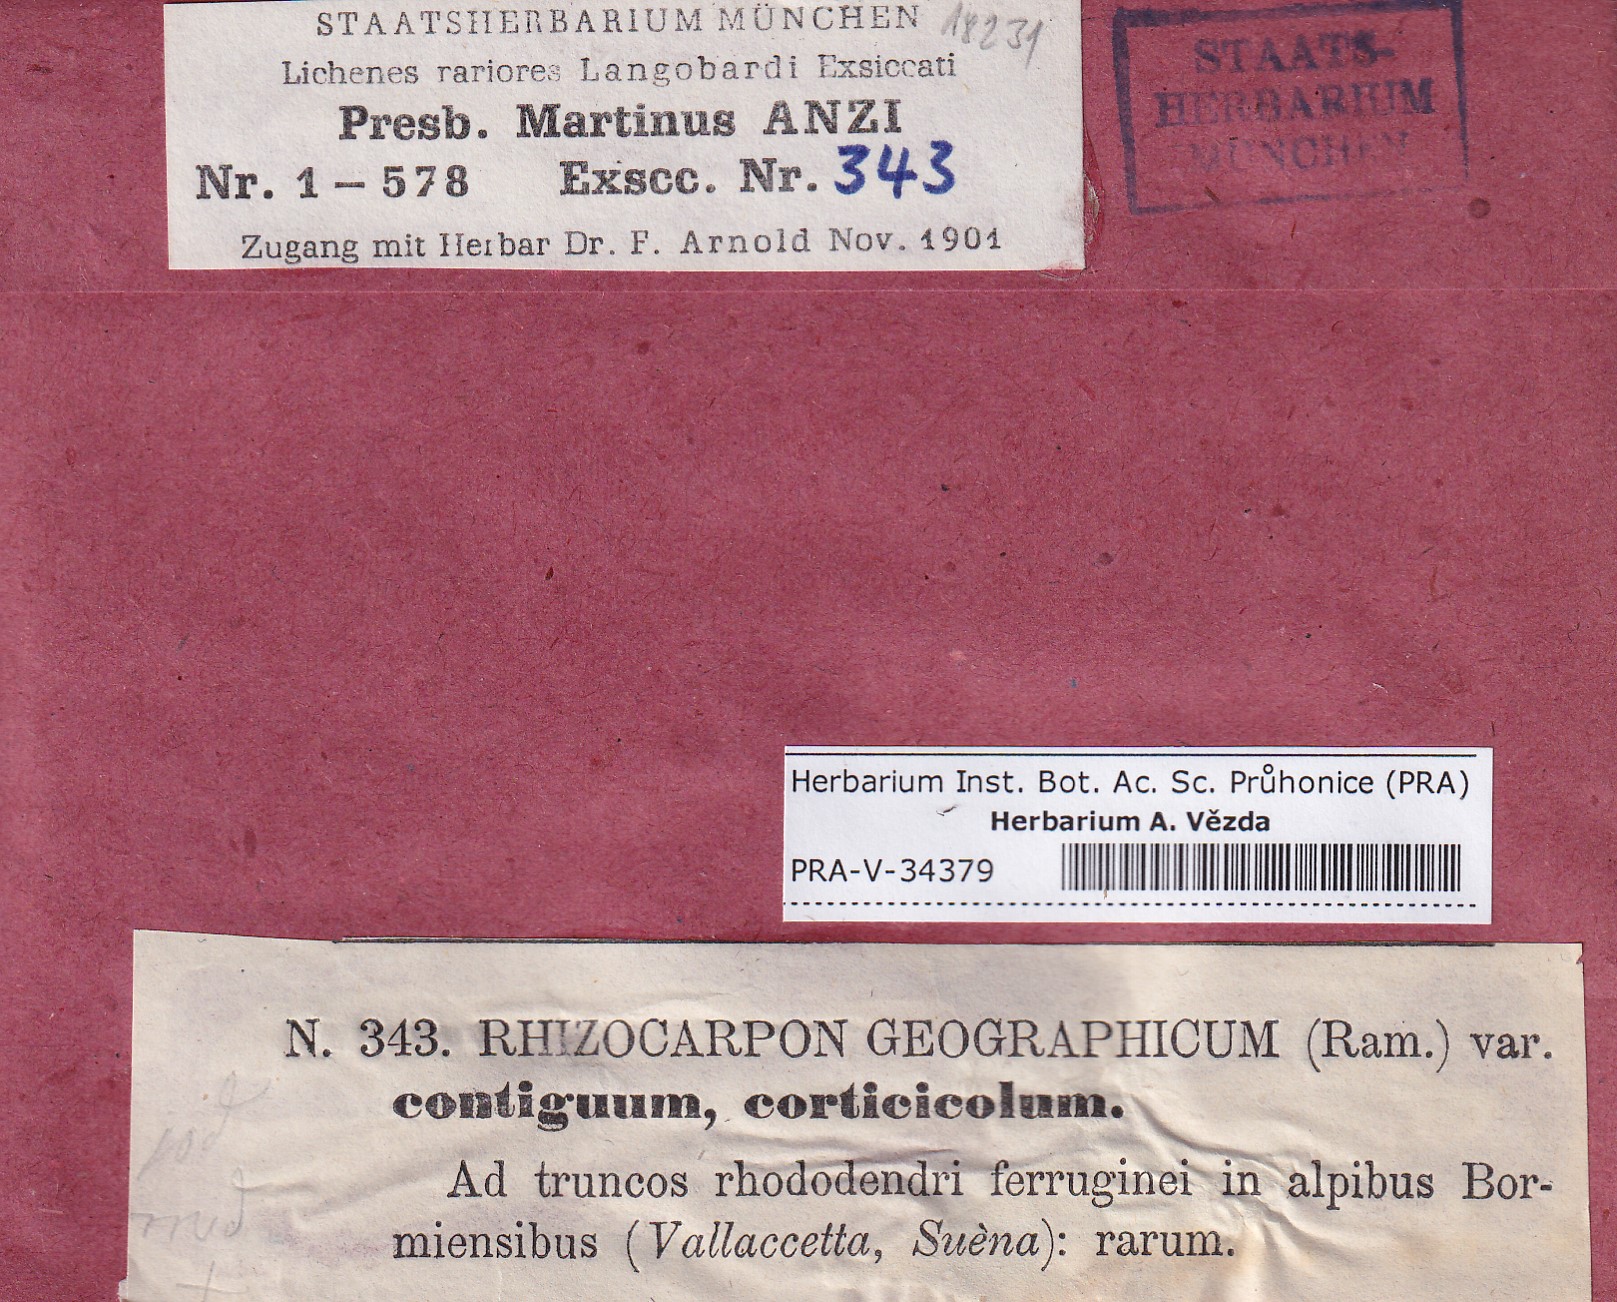 STAATSHERBARIUM MÜNCHEN 18231
Lichenes rariores Langobardi Exsiccati
Presb. Martinus ANZI
Nr. 1 – 578 Exscc. Nr. 343
Zugang mit Herbar Dr. F. Arnold Nov. 1901
STAATS-
HERBARIUM
MÜNCHEN
Herbarium Inst. Bot. Ac. Sc. Průhonice (PRA)
Herbarium A. Vězda
PRA-V-34379
N. 343. RHIZOCARPON GEOGRAPHICUM (Ram.) var.
contiguum, corticicolum.
Ad truncos rhododendri ferruginei in alpibus Bor-
miensibus (Vallaccetta, Suèna): rarum.